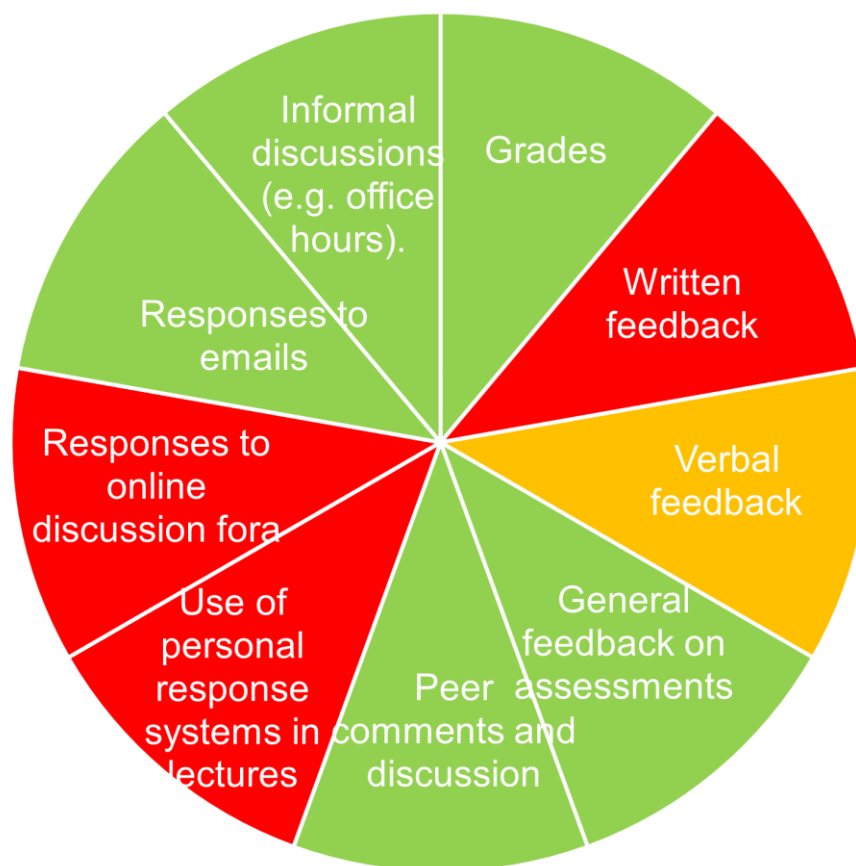 Grades
Written
feedback
Verbal
feedback
General
feedback on
assessments
Peer
comments and
discussion
Use of
personal
response
systems in
lectures
Responses to
online
discussion fora
Responses to
emails
Informal
discussions
(e.g. office
hours).